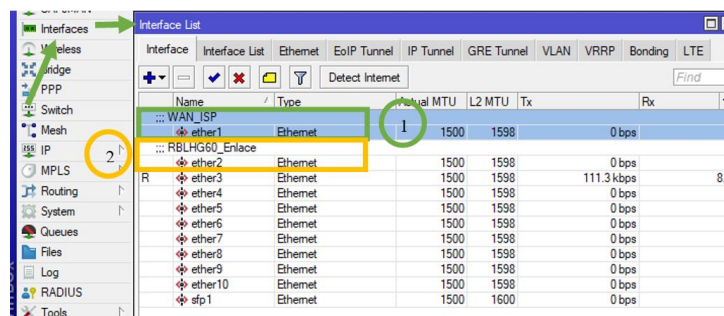 Interfaces
Wireless
Bridge
PPP
Switch
Mesh
IP
MPLS
Routing
System
Queues
Files
Log
RADIUS
Tools
Interface List
Interface Interface List Ethernet EoIP Tunnel IP Tunnel GRE Tunnel VLAN VRRP Bonding LTE
Detect Internet Find
Name / Type Actual MTU L2 MTU Tx Rx
::: WAN_ISP
ether1 Ethernet 1500 1598 0 bps
1
::: RBLHG60_Enlace
2
ether2 Ethernet 1500 1598 0 bps
R ether3 Ethernet 1500 1598 111.3 kbps
ether4 Ethernet 1500 1598 0 bps
ether5 Ethernet 1500 1598 0 bps
ether6 Ethernet 1500 1598 0 bps
ether7 Ethernet 1500 1598 0 bps
ether8 Ethernet 1500 1598 0 bps
ether9 Ethernet 1500 1598 0 bps
ether10 Ethernet 1500 1598 0 bps
sfp1 Ethernet 1500 1600 0 bps